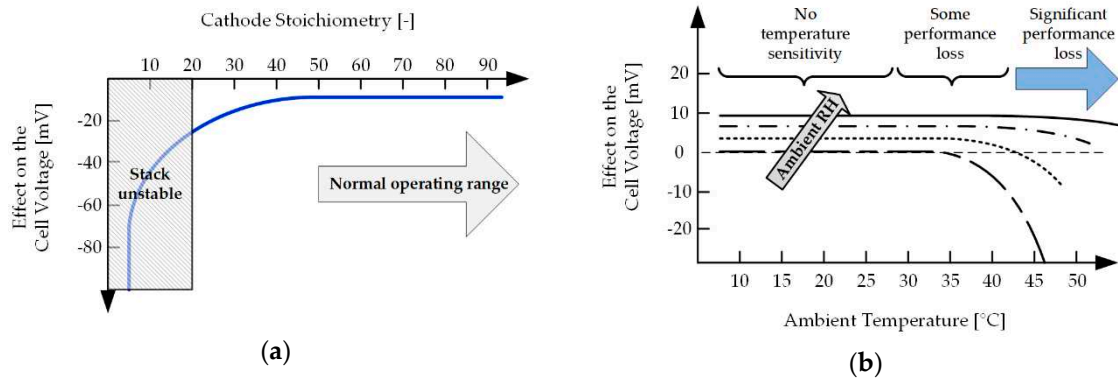 Cathode Stoichiometry [-]
10 20 30 40 50 60 70 80 90
-20
-40
-60
-80
Effect on the
Cell Voltage [mV]
Stack
unstable
Normal operating range
(a)
No
temperature
sensitivity
Some
performance
loss
Significant
performance
loss
20
10
0
-10
-20
Effect on the
Cell Voltage [mV]
Ambient RH
10 15 20 25 30 35 40 45 50
Ambient Temperature [°C]
(b)